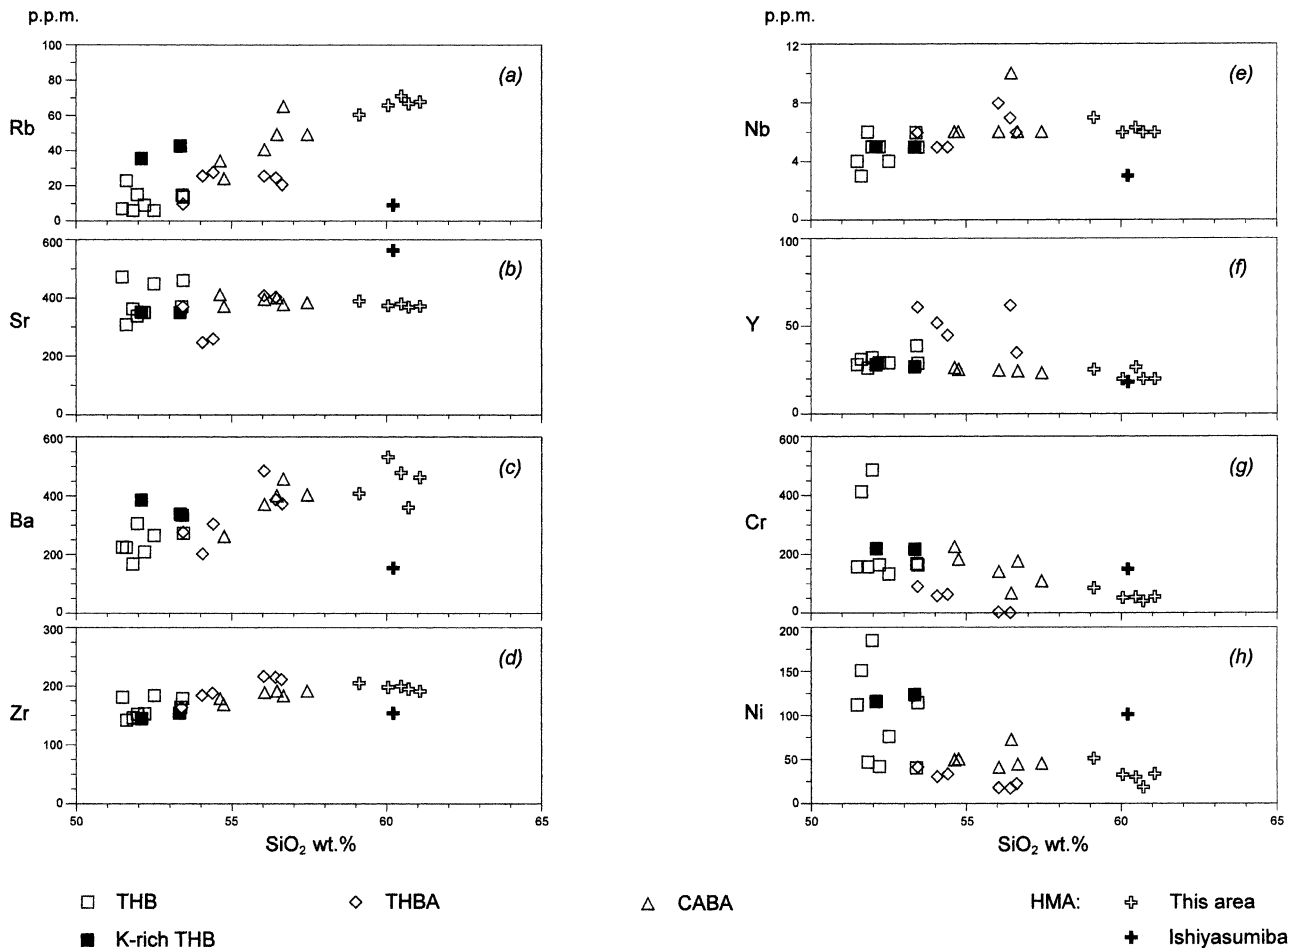 p.p.m.
p.p.m.
100
80
60
40
20
0
Rb
(a)
600
400
200
0
Sr
(b)
600
400
200
0
Ba
(c)
300
200
100
0
Zr
(d)
50 55 60 65
SiO2 wt.%
12
8
4
0
Nb
(e)
100
50
0
Y
(f)
600
400
200
0
Cr
(g)
200
150
100
50
0
Ni
(h)
50 55 60 65
SiO2 wt.%
THB THBA CABA HMA: This area
K-rich THB Ishiyasumiba